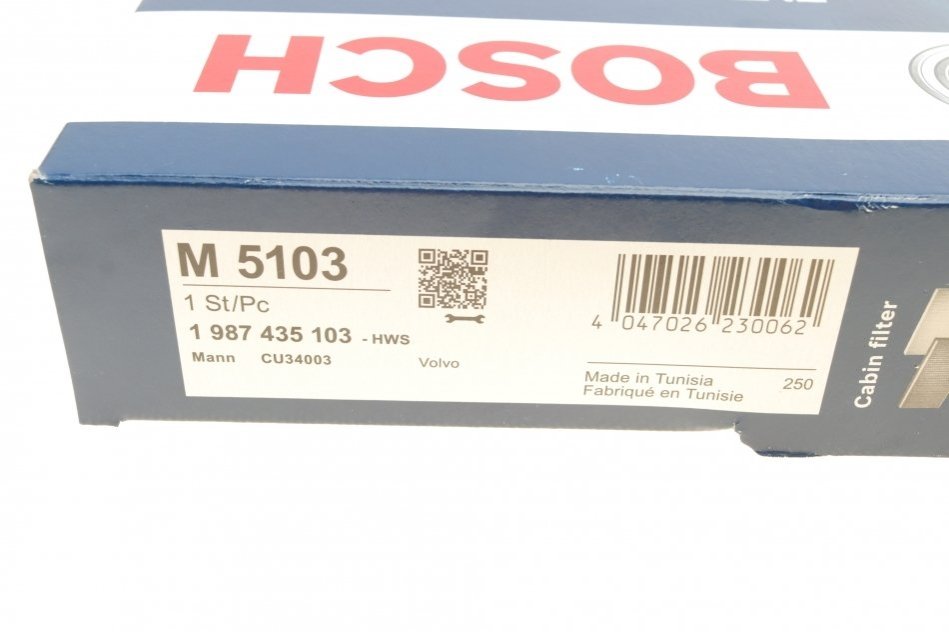 BOSCH
M 5103
1 St/Pc
1 987 435 103 - HWS
Mann CU34003
Volvo
4 047026 230062
Made in Tunisia 250
Fabriqué en Tunisie
Cabin filter